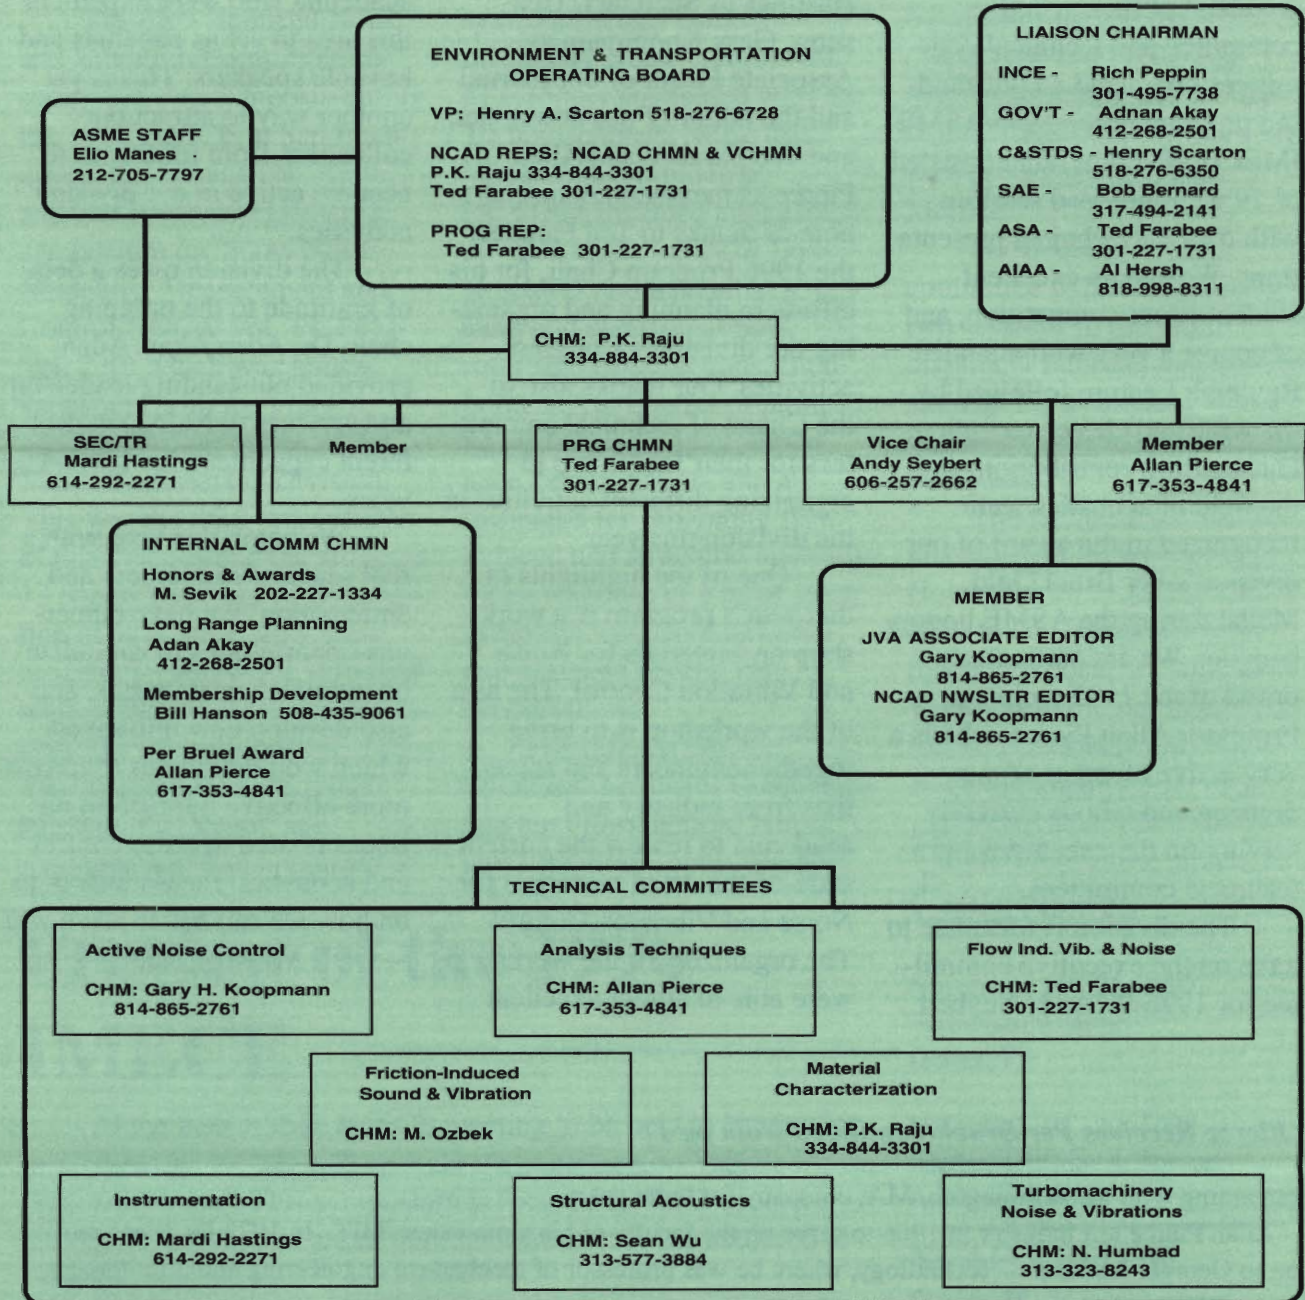 ENVIRONMENT & TRANSPORTATION
OPERATING BOARD
VP: Henry A. Scarton 518-276-6728
NCAD REPS: NCAD CHMN & VCHMN
P.K. Raju 334-844-3301
Ted Farabee 301-227-1731
PROG REP:
Ted Farabee 301-227-1731
ASME STAFF
Elio Manes
212-705-7797
LIAISON CHAIRMAN
INCE - Rich Peppin
301-495-7738
GOV'T - Adnan Akay
412-268-2501
C&STDS - Henry Scarton
518-276-6350
SAE - Bob Bernard
317-494-2141
ASA - Ted Farabee
301-227-1731
AIAA - Al Hersh
818-998-8311
CHM: P.K. Raju
334-884-3301
SEC/TR
Mardi Hastings
614-292-2271
Member
PRG CHMN
Ted Farabee
301-227-1731
Vice Chair
Andy Seybert
606-257-2662
Member
Allan Pierce
617-353-4841
INTERNAL COMM CHMN
Honors & Awards
M. Sevik 202-227-1334
Long Range Planning
Adan Akay
412-268-2501
Membership Development
Bill Hanson 508-435-9061
Per Bruel Award
Allan Pierce
617-353-4841
MEMBER
JVA ASSOCIATE EDITOR
Gary Koopmann
814-865-2761
NCAD NWSLTR EDITOR
Gary Koopmann
814-865-2761
TECHNICAL COMMITTEES
Active Noise Control
CHM: Gary H. Koopmann
814-865-2761
Analysis Techniques
CHM: Allan Pierce
617-353-4841
Flow Ind. Vib. & Noise
CHM: Ted Farabee
301-227-1731
Friction-Induced
Sound & Vibration
CHM: M. Ozbek
Material
Characterization
CHM: P.K. Raju
334-844-3301
Instrumentation
CHM: Mardi Hastings
614-292-2271
Structural Acoustics
CHM: Sean Wu
313-577-3884
Turbomachinery
Noise & Vibrations
CHM: N. Humbad
313-323-8243